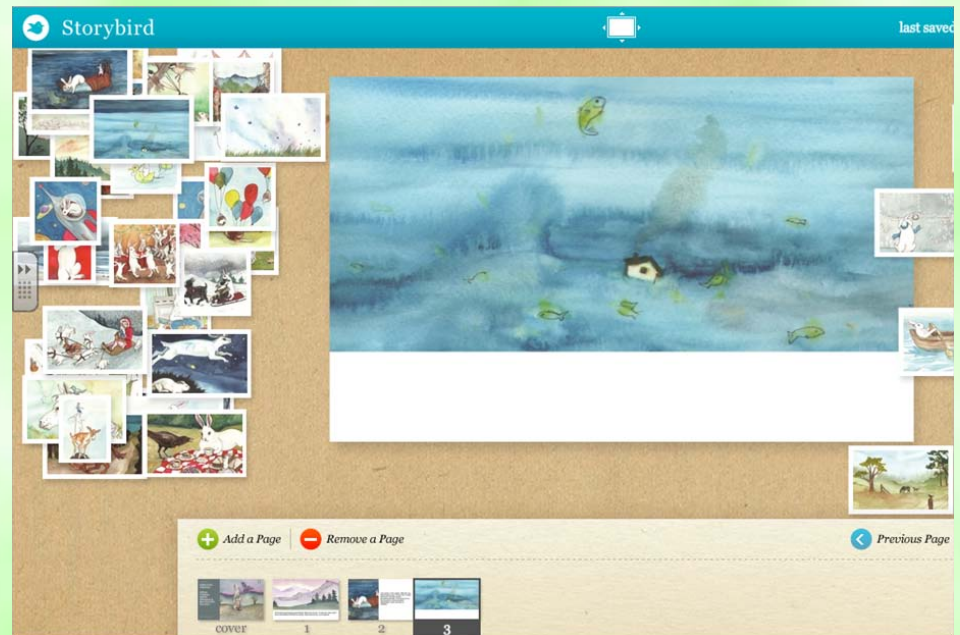 Storybird
last saved
Add a Page
Remove a Page
Previous Page
cover
1
2
3